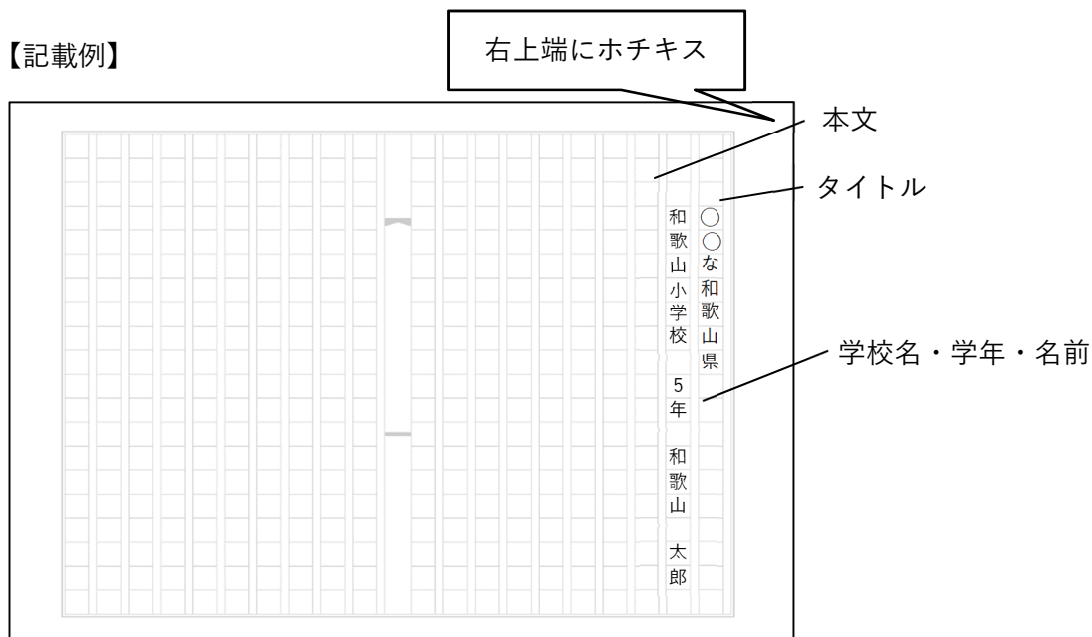 【記載例】
右上端にホチキス
本文
タイトル
学校名・学年・名前
〇〇な和歌山県
和歌山小学校　5年　和歌山　太郎